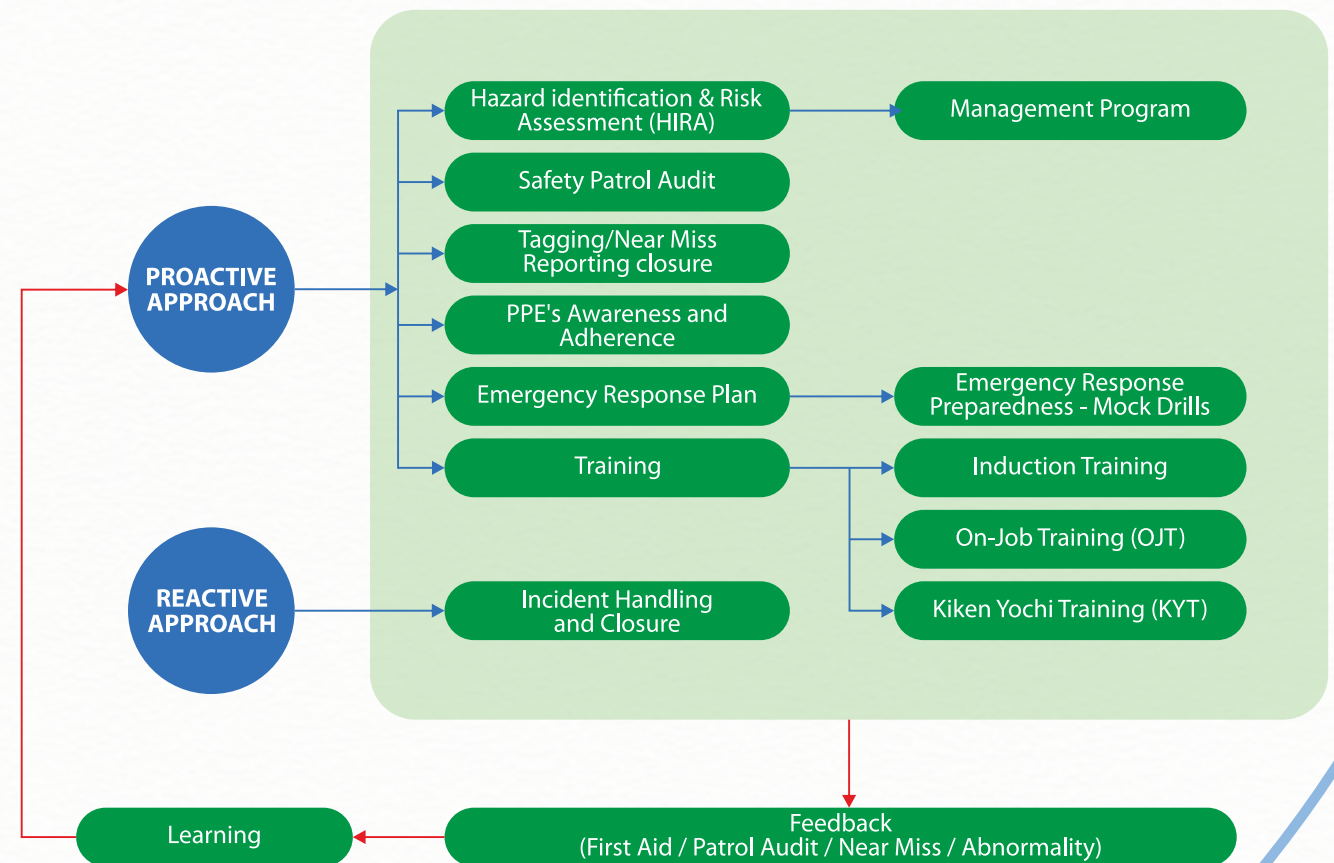 PROACTIVE
APPROACH
Hazard identification & Risk
Assessment (HIRA)
Management Program
Safety Patrol Audit
Tagging/Near Miss
Reporting closure
PPE's Awareness and
Adherence
Emergency Response Plan
Emergency Response
Preparedness - Mock Drills
Training
Induction Training
On-Job Training (OJT)
Kiken Yochi Training (KYT)
REACTIVE
APPROACH
Incident Handling
and Closure
Feedback
(First Aid / Patrol Audit / Near Miss / Abnormality)
Learning